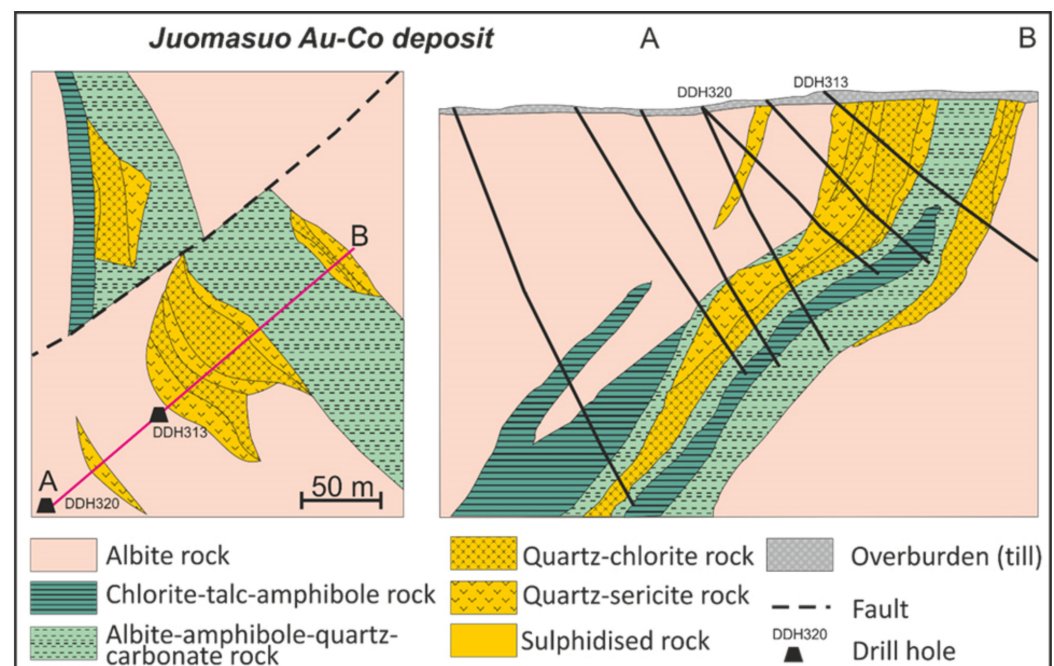 Juomasuo Au-Co deposit
A
B
DDH320
DDH313
B
DDH313
A
DDH320
50 m
Albite rock
Chlorite-talc-amphibole rock
Albite-amphibole-quartz-
carbonate rock
Quartz-chlorite rock
Quartz-sericite rock
Sulphidised rock
Overburden (till)
Fault
DDH320
Drill hole